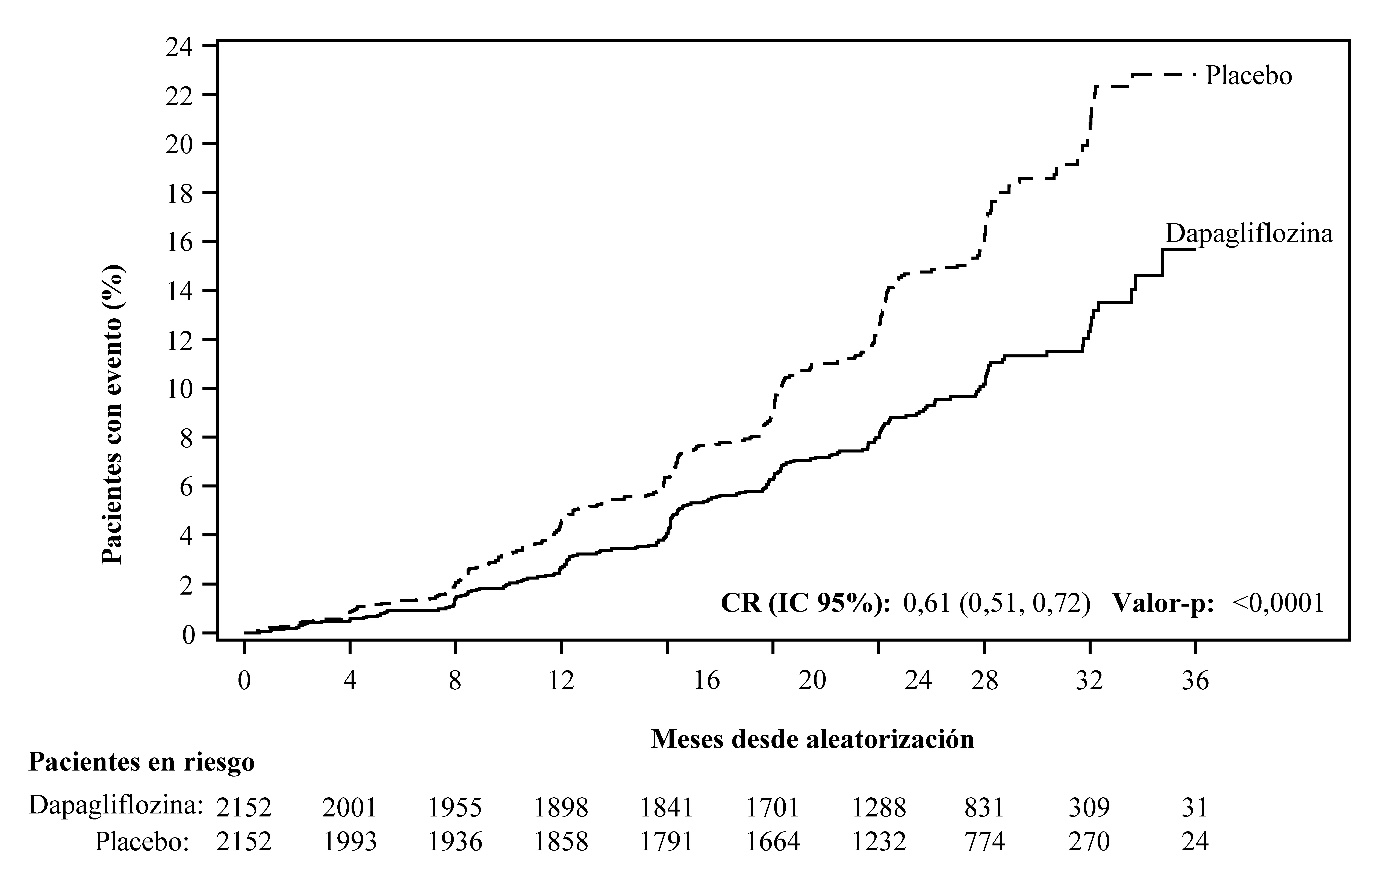 24
Placebo
22
20
18
16
Dapagliflozina
14
12
10
8
6
4
2
0
Pacientes con evento (%)
CR (IC 95%): 0,61 (0,51, 0,72) Valor-p: <0,0001
0 4 8 12 16 20 24 28 32 36
Meses desde aleatorización
Pacientes en riesgo
Dapagliflozina: 2152 2001 1955 1898 1841 1701 1288 831 309 31
Placebo: 2152 1993 1936 1858 1791 1664 1232 774 270 24